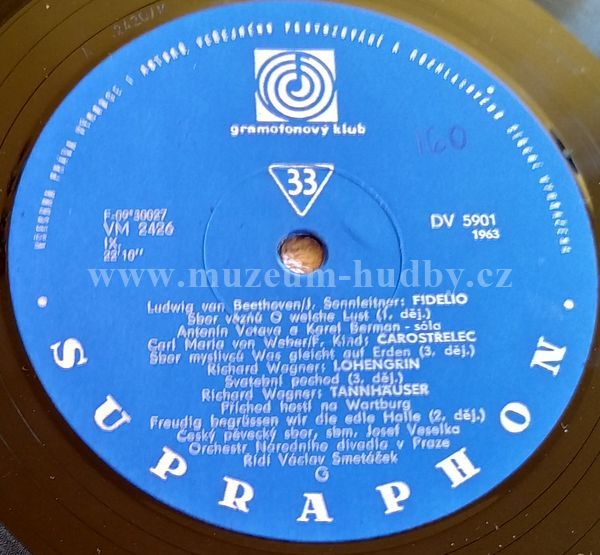 gramofonový klub
160
33
F-09*30027
VM 2426
IX.
22'10"
DV 5901
1963
www.muzeum-hudby.cz
Ludwig van Beethoven/J. Sonnleitner: FIDELIO
Sbor vězňů O welche Lust (1. děj.)
Antonín Votava a Karel Berman - sóla
Carl Maria von Weber/F. Kind: ČAROSTŘELEC
Sbor myslivců Was gleicht auf Erden (3. děj.)
Richard Wagner: LOHENGRIN
Svatební pochod (3. děj.)
Richard Wagner: TANNHÄUSER
Příchod hostí na Wartburg
Freudig begrüssen wir die edle Halle (2. děj.)
Český pěvecký sbor, sbm. Josef Veselka
Orchestr Národního divadla v Praze
Řídí Václav Smetáček
G
• SUPRAPHON •